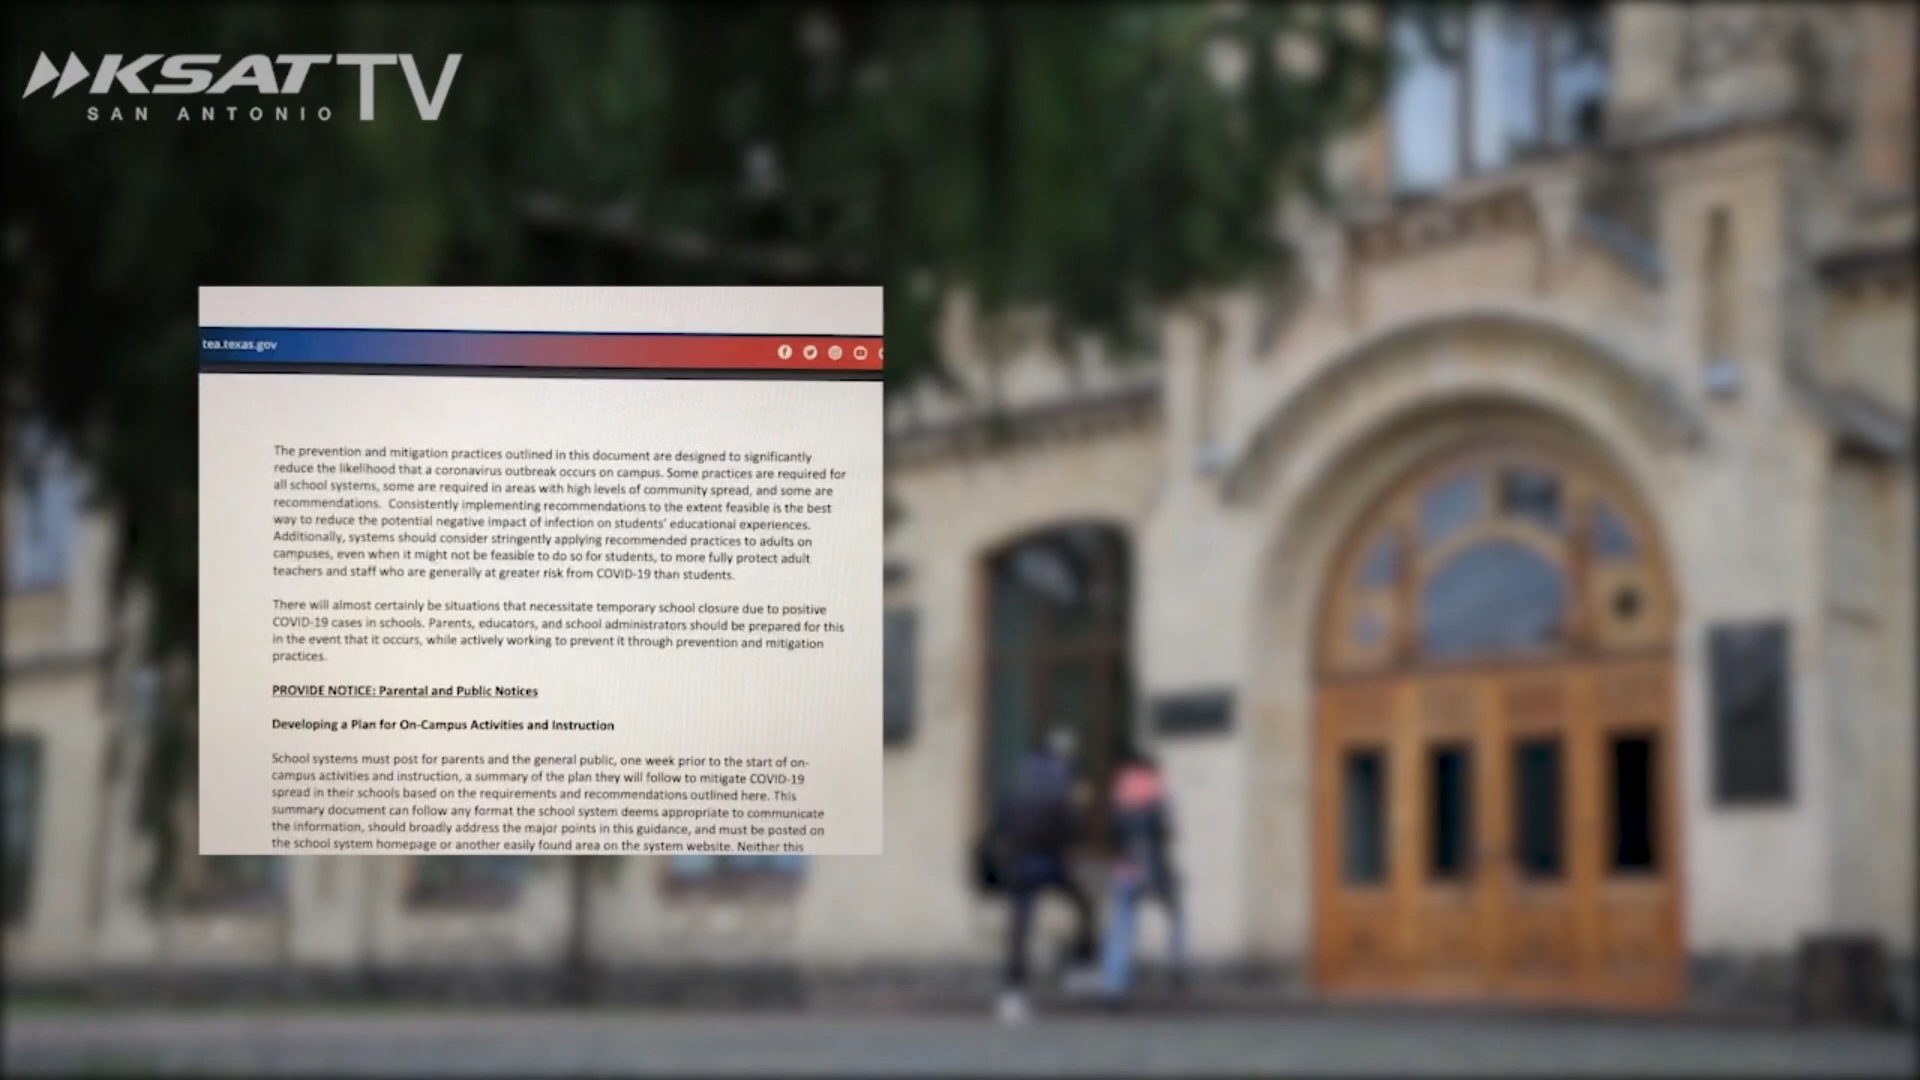 KSAT TV
SAN ANTONIO
tea.texas.gov
The prevention and mitigation practices outlined in this document are designed to significantly
reduce the likelihood that a coronavirus outbreak occurs on campus. Some practices are required for
all school systems, some are required in areas with high levels of community spread, and some are
recommendations. Consistently implementing recommendations to the extent feasible is the best
way to reduce the potential negative impact of infection on students' educational experiences.
Additionally, systems should consider stringently applying recommended practices to adults on
campuses, even when it might not be feasible to do so for students, to more fully protect adult
teachers and staff who are generally at greater risk from COVID-19 than students.
There will almost certainly be situations that necessitate temporary school closure due to positive
COVID-19 cases in schools. Parents, educators, and school administrators should be prepared for this
in the event that it occurs, while actively working to prevent it through prevention and mitigation
practices.
PROVIDE NOTICE: Parental and Public Notices
Developing a Plan for On-Campus Activities and Instruction
School systems must post for parents and the general public, one week prior to the start of on-
campus activities and instruction, a summary of the plan they will follow to mitigate COVID-19
spread in their schools based on the requirements and recommendations outlined here. This
summary document can follow any format the school system deems appropriate to communicate
the information, should broadly address the major points in this guidance, and must be posted on
the school system homepage or another easily found area on the system website. Neither this